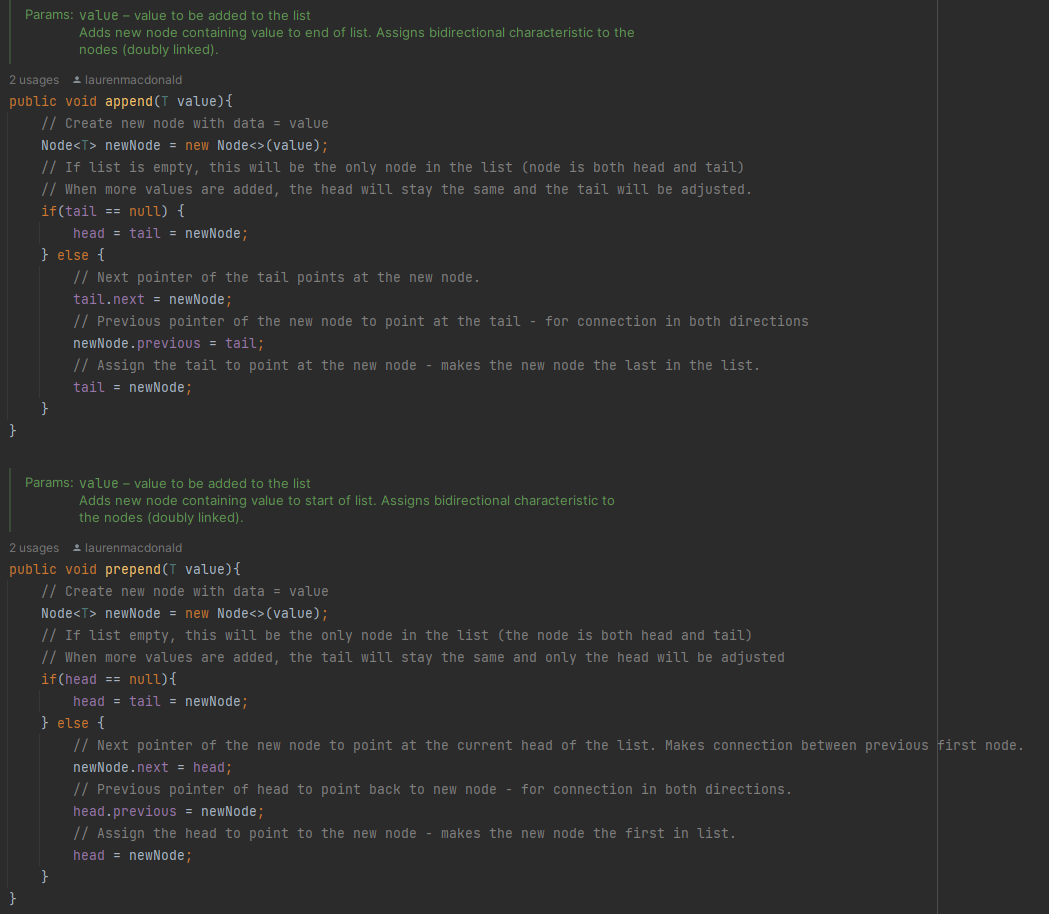 Params: value – value to be added to the list
Adds new node containing value to end of list. Assigns bidirectional characteristic to the
nodes (doubly linked).
2 usages laurenmacdonald
public void append(T value){
// Create new node with data = value
Node<T> newNode = new Node<>(value);
// If list is empty, this will be the only node in the list (node is both head and tail)
// When more values are added, the head will stay the same and the tail will be adjusted.
if(tail == null) {
head = tail = newNode;
} else {
// Next pointer of the tail points at the new node.
tail.next = newNode;
// Previous pointer of the new node to point at the tail - for connection in both directions
newNode.previous = tail;
// Assign the tail to point at the new node - makes the new node the last in the list.
tail = newNode;
}
}
Params: value – value to be added to the list
Adds new node containing value to start of list. Assigns bidirectional characteristic to
the nodes (doubly linked).
2 usages laurenmacdonald
public void prepend(T value){
// Create new node with data = value
Node<T> newNode = new Node<>(value);
// If list empty, this will be the only node in the list (the node is both head and tail)
// When more values are added, the tail will stay the same and only the head will be adjusted
if(head == null){
head = tail = newNode;
} else {
// Next pointer of the new node to point at the current head of the list. Makes connection between previous first node.
newNode.next = head;
// Previous pointer of head to point back to new node - for connection in both directions.
head.previous = newNode;
// Assign the head to point to the new node - makes the new node the first in list.
head = newNode;
}
}